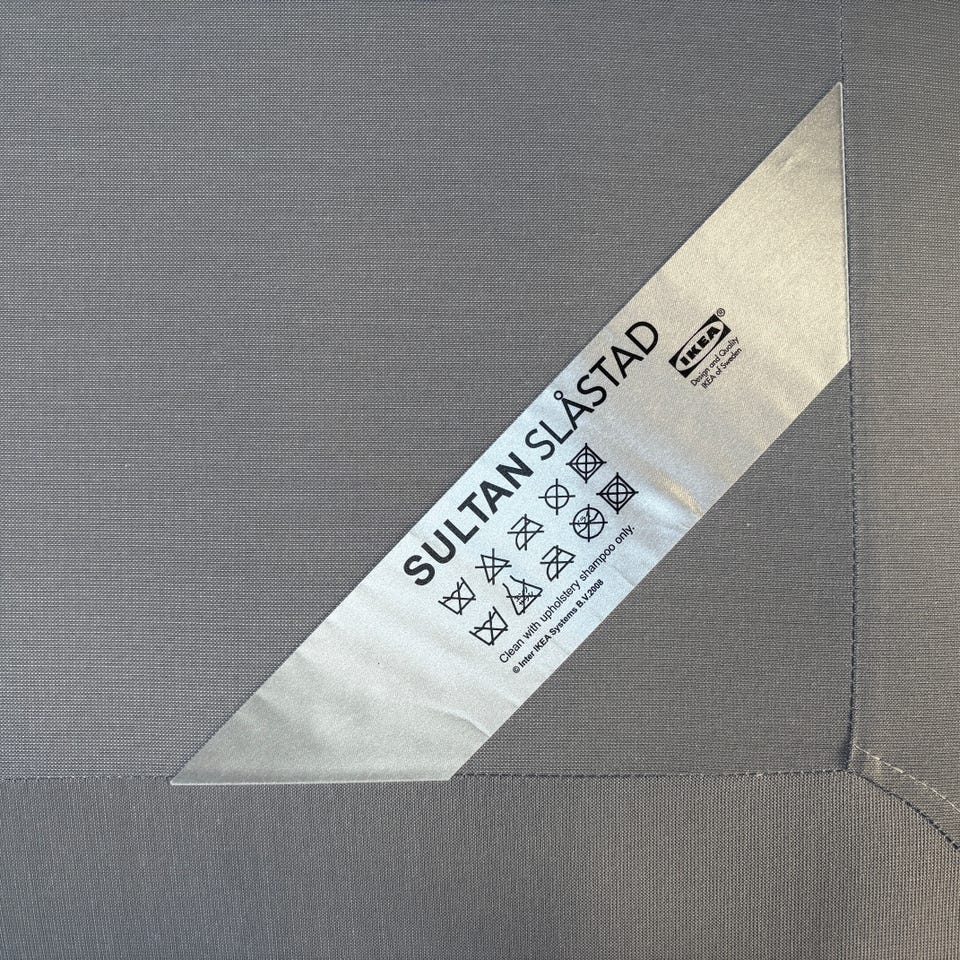 SULTAN SLÅSTAD
IKEA®
Design and Quality
IKEA of Sweden
Clean with upholstery shampoo only.
© Inter IKEA Systems B.V.2008